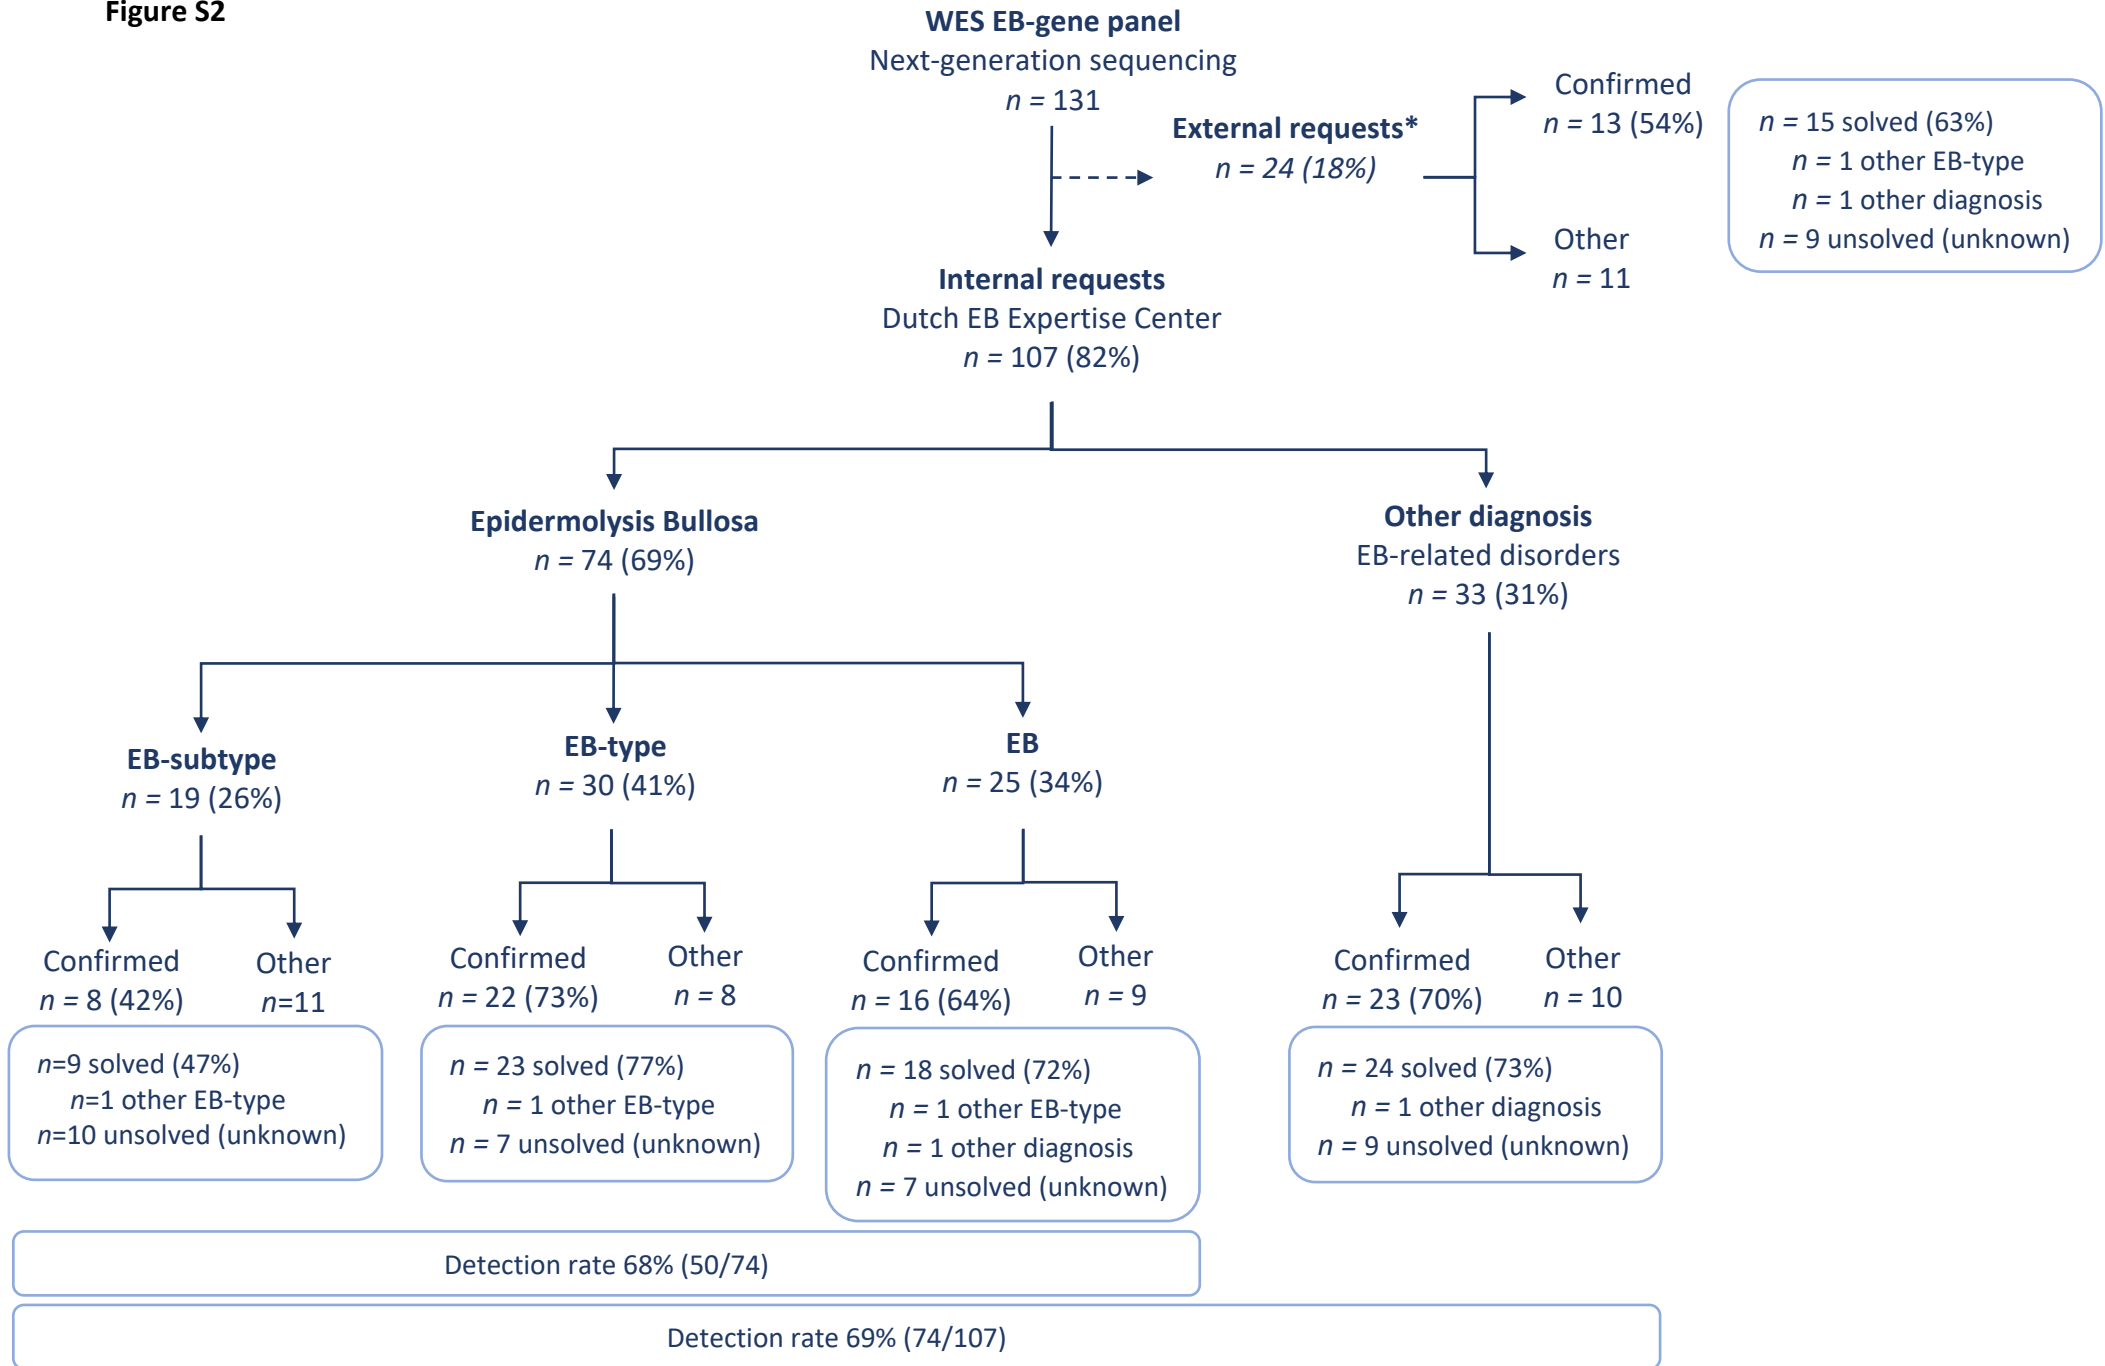 Figure S2
WES EB-gene panel
Next-generation sequencing
n = 131
External requests*
n = 24 (18%)
Confirmed
n = 13 (54%)
Other
n = 11
n = 15 solved (63%)
n = 1 other EB-type
n = 1 other diagnosis
n = 9 unsolved (unknown)
Internal requests
Dutch EB Expertise Center
n = 107 (82%)
Epidermolysis Bullosa
n = 74 (69%)
Other diagnosis
EB-related disorders
n = 33 (31%)
EB-subtype
n = 19 (26%)
EB-type
n = 30 (41%)
EB
n = 25 (34%)
Confirmed
n = 8 (42%)
Other
n=11
Confirmed
n = 22 (73%)
Other
n = 8
Confirmed
n = 16 (64%)
Other
n = 9
Confirmed
n = 23 (70%)
Other
n = 10
n=9 solved (47%)
n=1 other EB-type
n=10 unsolved (unknown)
n = 23 solved (77%)
n = 1 other EB-type
n = 7 unsolved (unknown)
n = 18 solved (72%)
n = 1 other EB-type
n = 1 other diagnosis
n = 7 unsolved (unknown)
n = 24 solved (73%)
n = 1 other diagnosis
n = 9 unsolved (unknown)
Detection rate 68% (50/74)
Detection rate 69% (74/107)